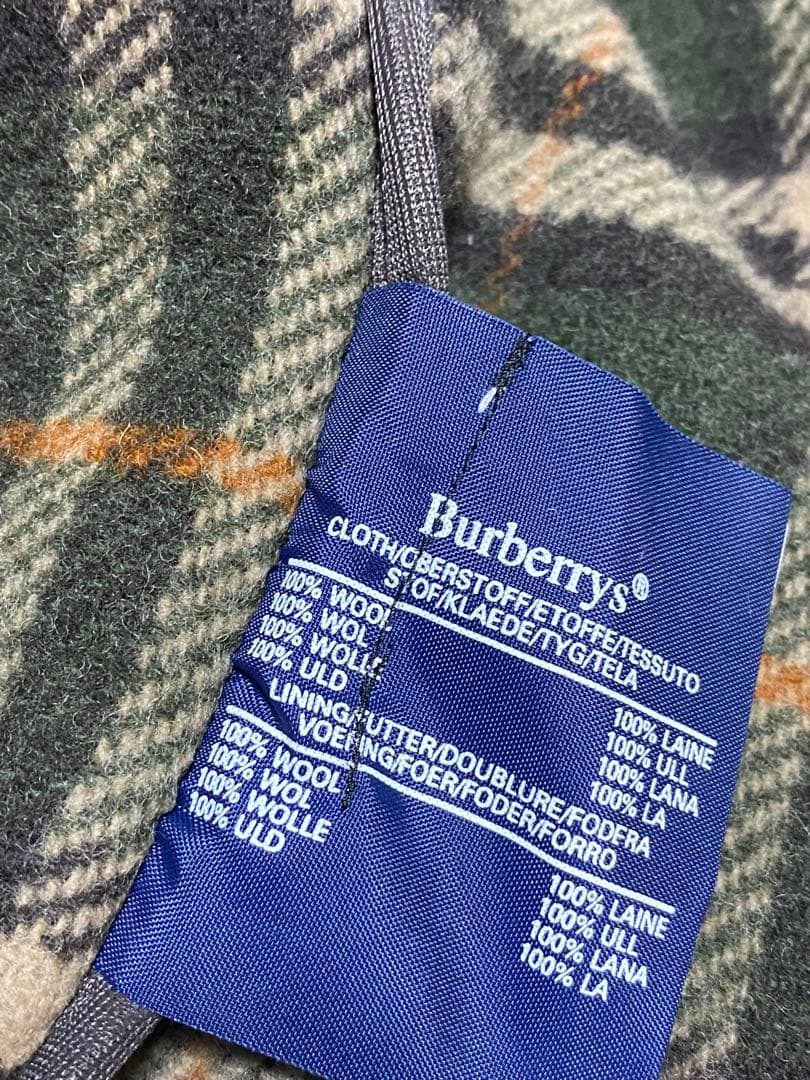 Burberrys®
CLOTH/OBERSTOFF/ETOFFE/TESSUTO
STOF/KLAEDE/TYG/TELA
100% WOOL 100% LAINE
100% WOL 100% ULL
100% WOLLE 100% LANA
100% ULD 100% LA
LINING/FUTTER/DOUBLURE/FODERA
VOERING/FOER/FODER/FORRO
100% WOOL 100% LAINE
100% WOL 100% ULL
100% WOLLE 100% LANA
100% ULD 100% LA